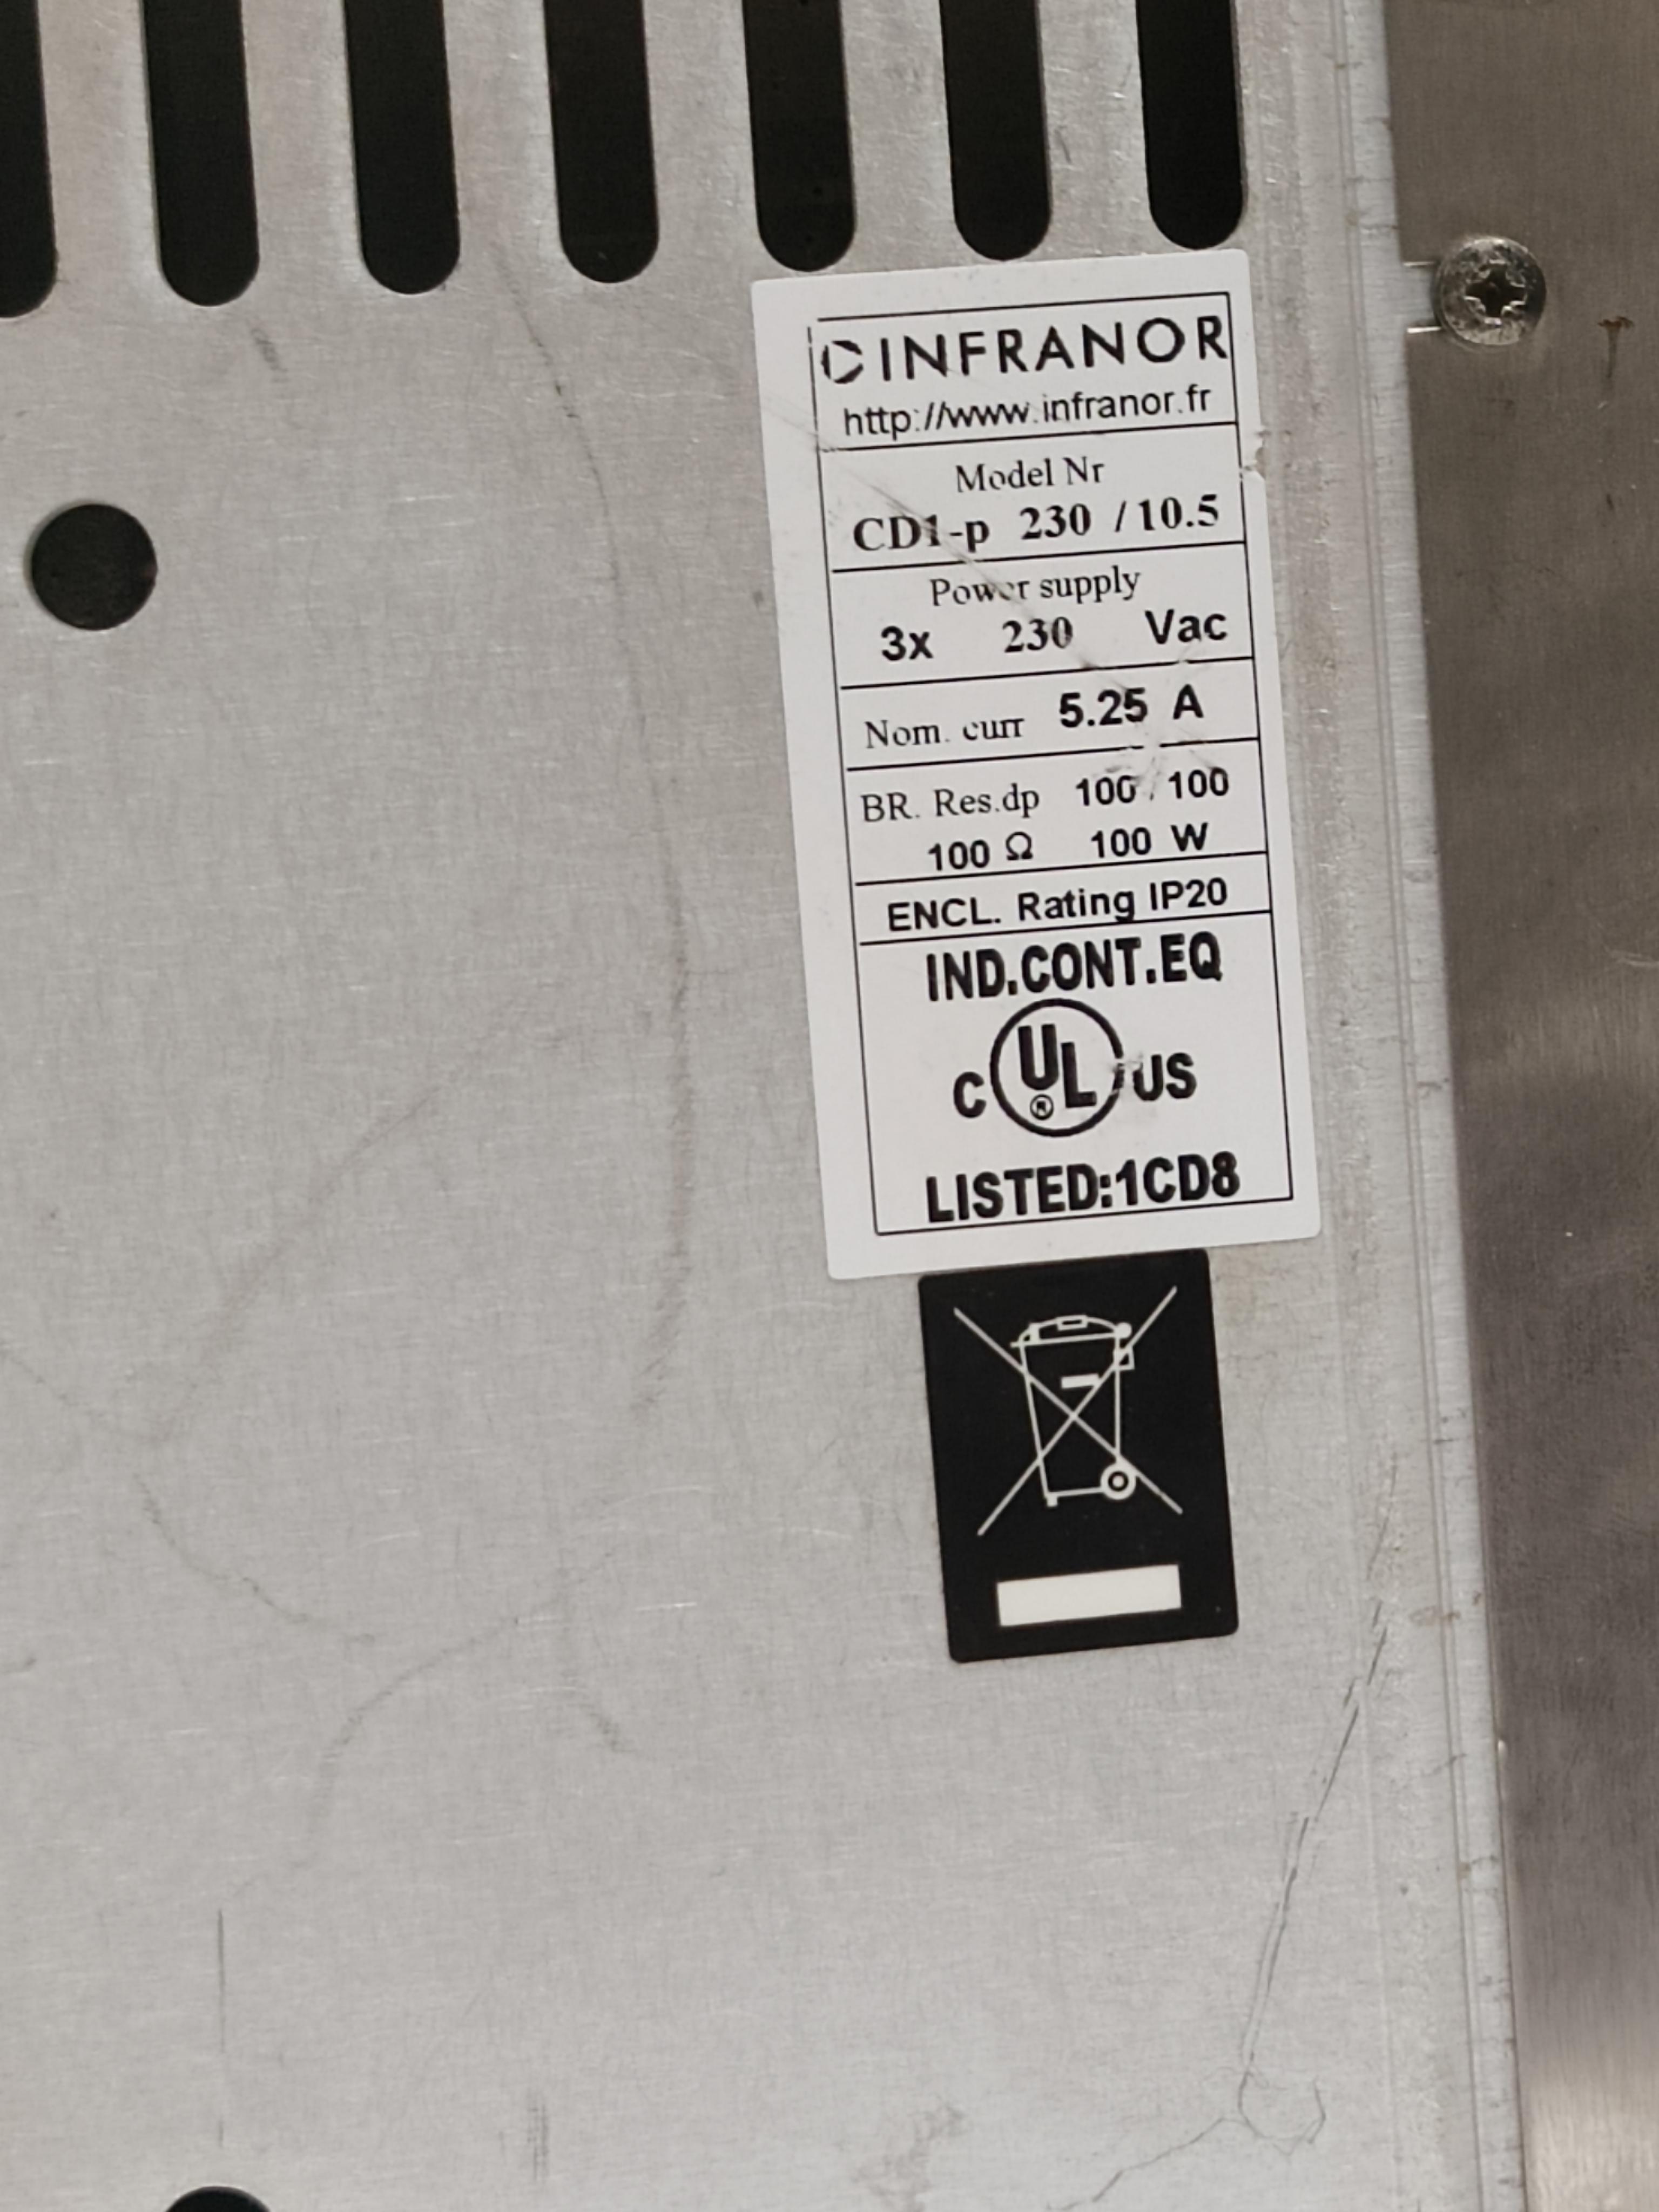 INFRANOR
http://www.infranor.fr
Model Nr
CD1-p 230 / 10.5
Power supply
3x 230 Vac
Nom. curr 5.25 A
BR. Res.dp 100 / 100
100 Ω 100 W
ENCL. Rating IP20
IND.CONT.EQ
C UL ® US
LISTED:1CD8